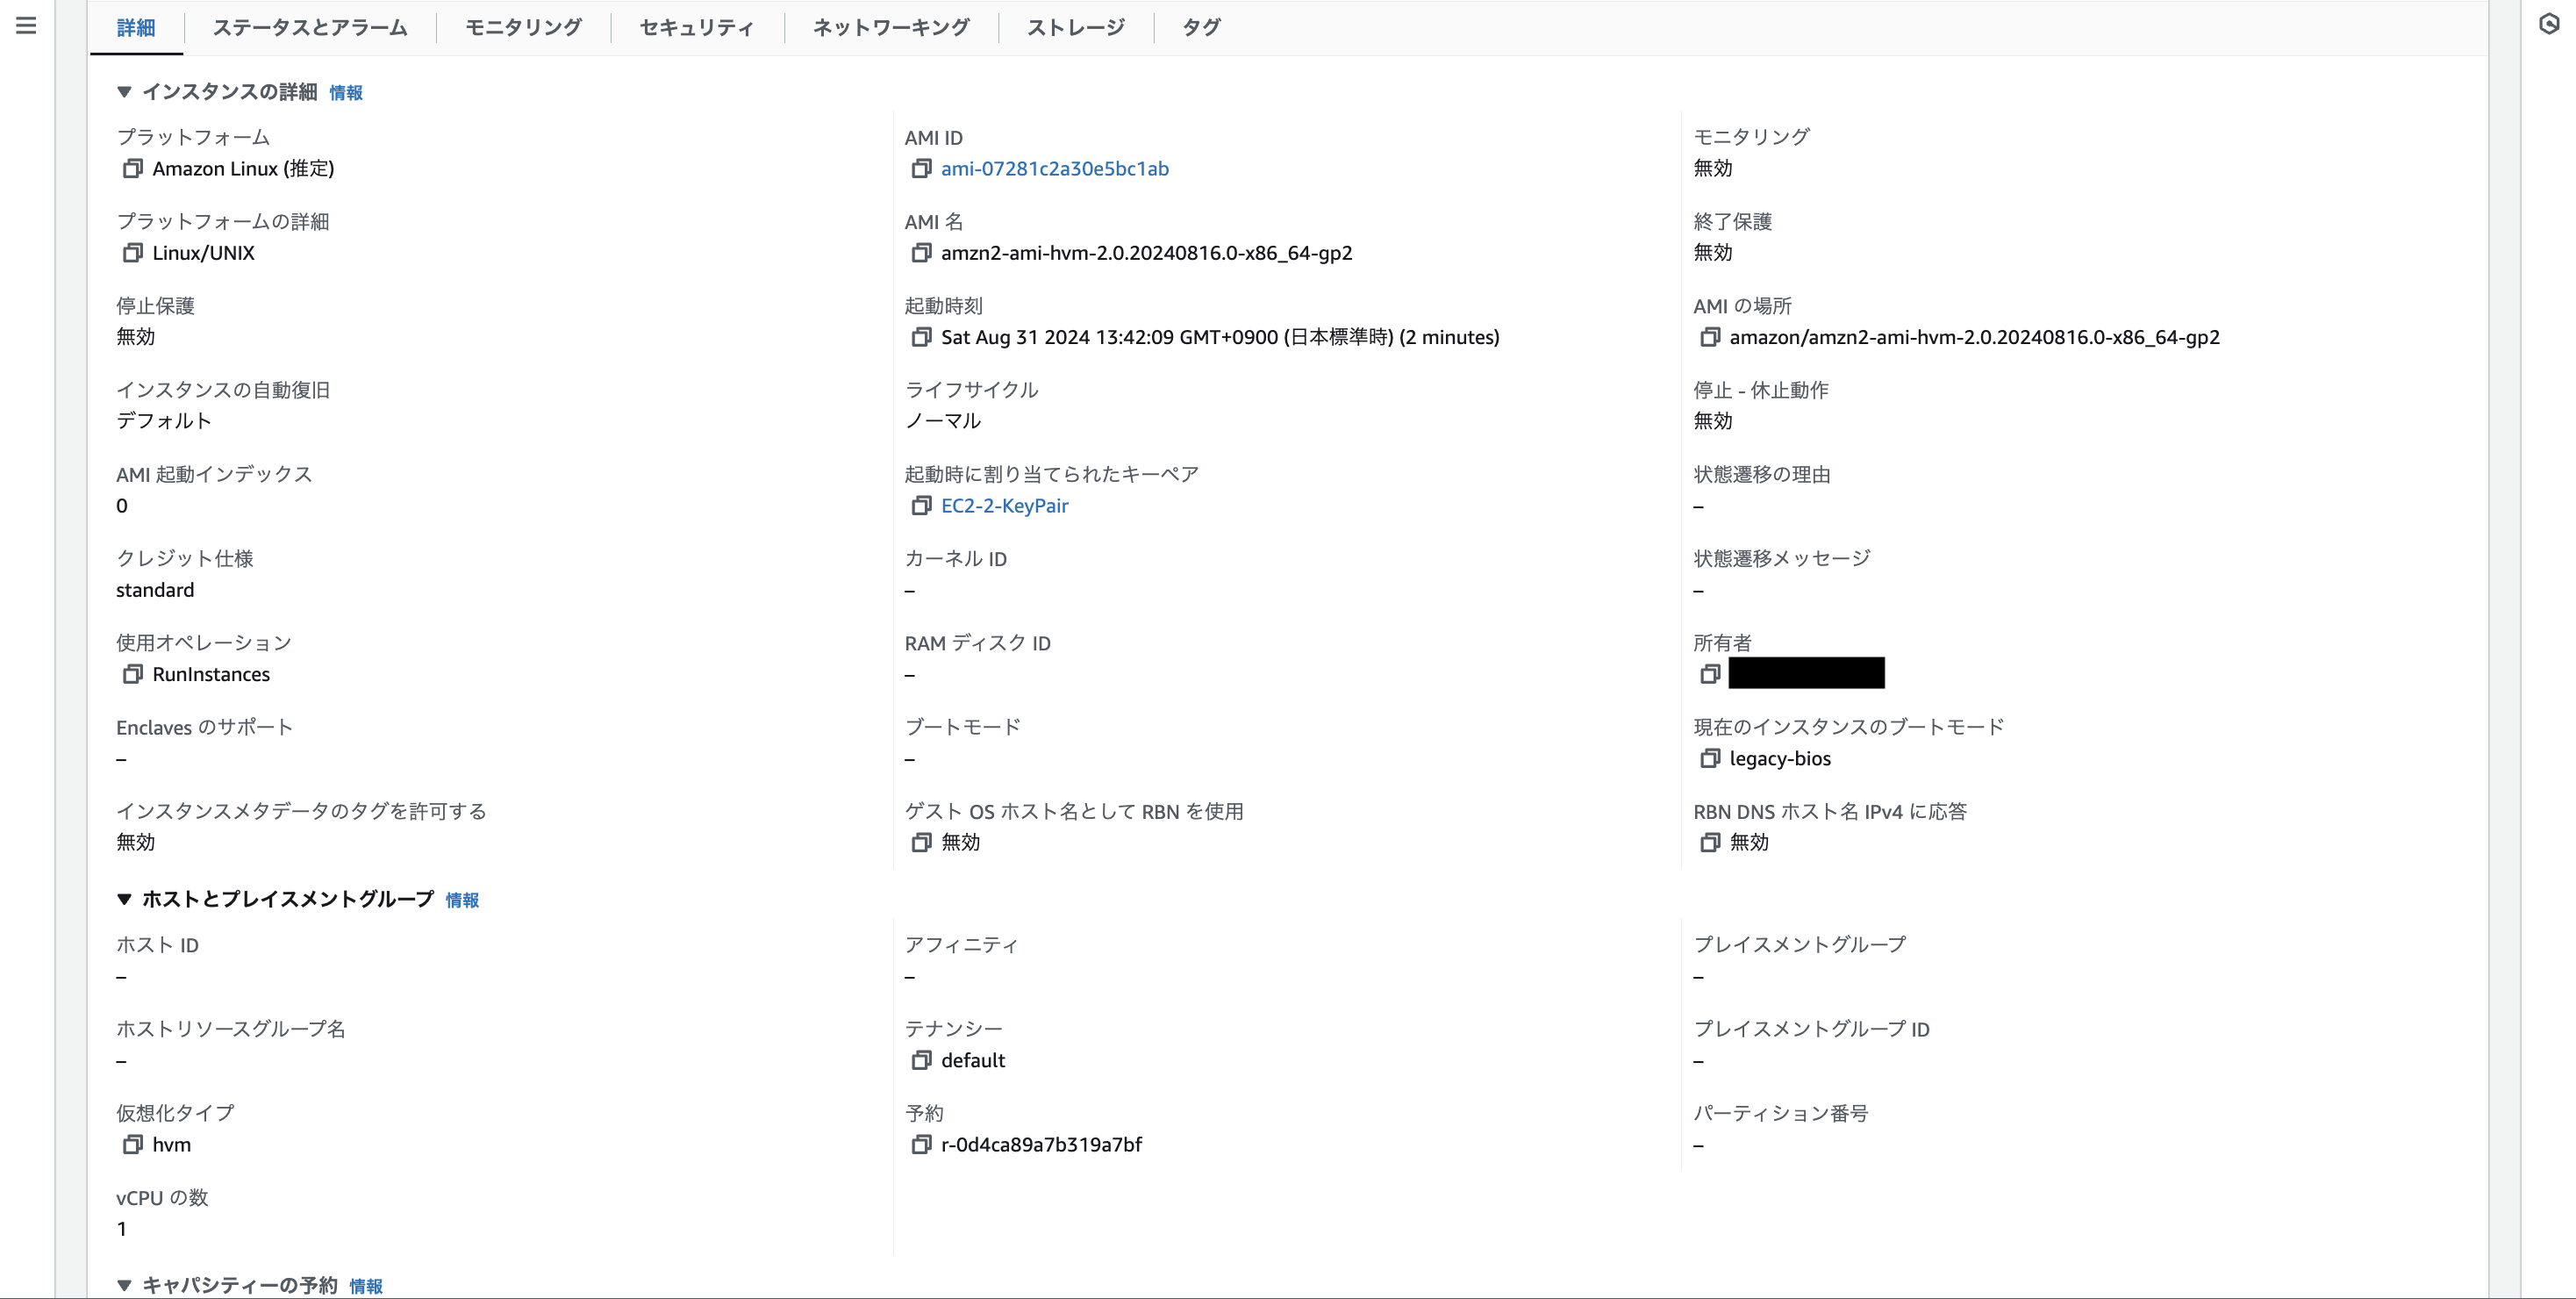 詳細 ステータスとアラーム モニタリング セキュリティ ネットワーキング ストレージ タグ
インスタンスの詳細 情報
プラットフォーム
Amazon Linux (推定)
AMI ID
ami-07281c2a30e5bc1ab
モニタリング
無効
プラットフォームの詳細
Linux/UNIX
AMI 名
amzn2-ami-hvm-2.0.20240816.0-x86_64-gp2
終了保護
無効
停止保護
無効
起動時刻
Sat Aug 31 2024 13:42:09 GMT+0900 (日本標準時) (2 minutes)
AMI の場所
amazon/amzn2-ami-hvm-2.0.20240816.0-x86_64-gp2
インスタンスの自動復旧
デフォルト
ライフサイクル
ノーマル
停止 - 休止動作
無効
AMI 起動インデックス
0
起動時に割り当てられたキーペア
EC2-2-KeyPair
状態遷移の理由
–
クレジット仕様
standard
カーネル ID
–
状態遷移メッセージ
–
使用オペレーション
RunInstances
RAM ディスク ID
–
所有者
Enclaves のサポート
–
ブートモード
–
現在のインスタンスのブートモード
legacy-bios
インスタンスメタデータのタグを許可する
無効
ゲスト OS ホスト名として RBN を使用
無効
RBN DNS ホスト名 IPv4 に応答
無効
ホストとプレイスメントグループ 情報
ホスト ID
–
アフィニティ
–
プレイスメントグループ
–
ホストリソースグループ名
–
テナンシー
default
プレイスメントグループ ID
–
仮想化タイプ
hvm
予約
r-0d4ca89a7b319a7bf
パーティション番号
–
vCPU の数
1
キャパシティーの予約 情報